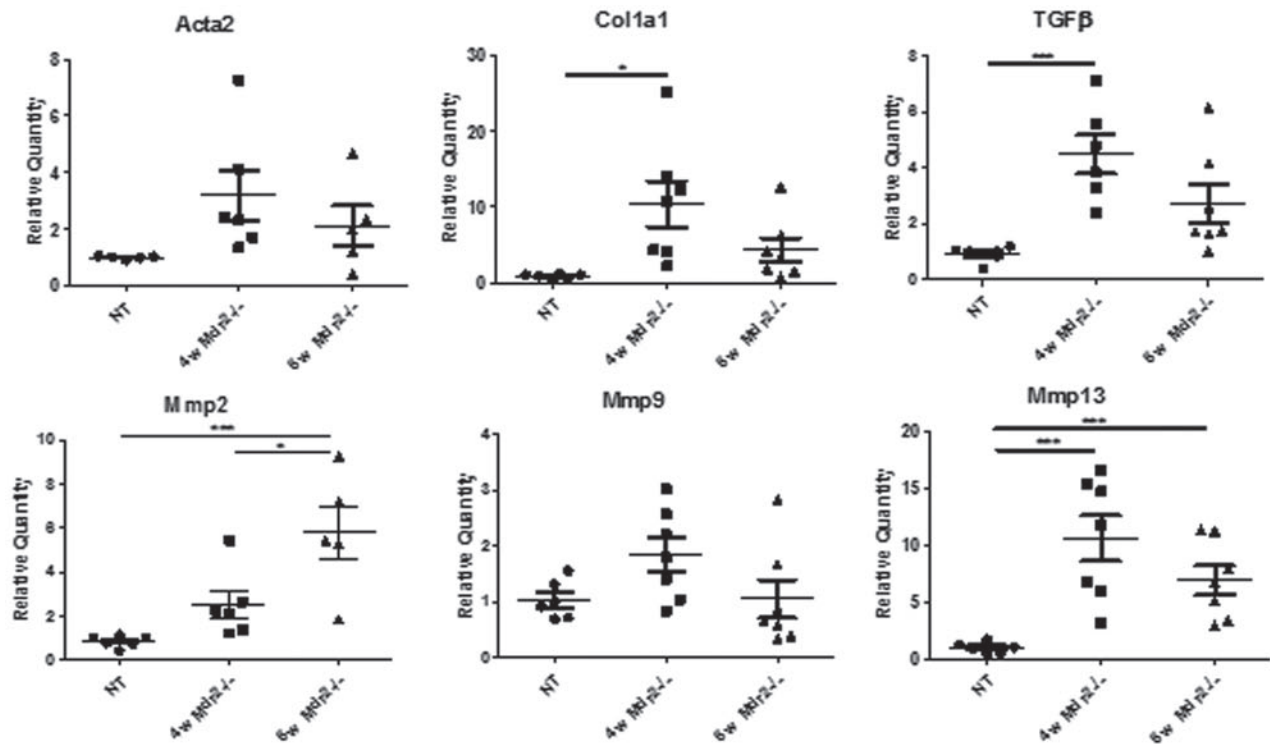 Acta2
Relative Quantity
8
6
4
2
0
NT
4w Mdr2-/-
6w Mdr2-/-
Col1a1
Relative Quantity
30
20
10
0
*
NT
4w Mdr2-/-
6w Mdr2-/-
TGFβ
Relative Quantity
8
6
4
2
0
***
NT
4w Mdr2-/-
6w Mdr2-/-
Mmp2
Relative Quantity
10
8
6
4
2
0
***
*
NT
4w Mdr2-/-
6w Mdr2-/-
Mmp9
Relative Quantity
4
3
2
1
0
NT
4w Mdr2-/-
6w Mdr2-/-
Mmp13
Relative Quantity
20
15
10
5
0
***
***
NT
4w Mdr2-/-
6w Mdr2-/-